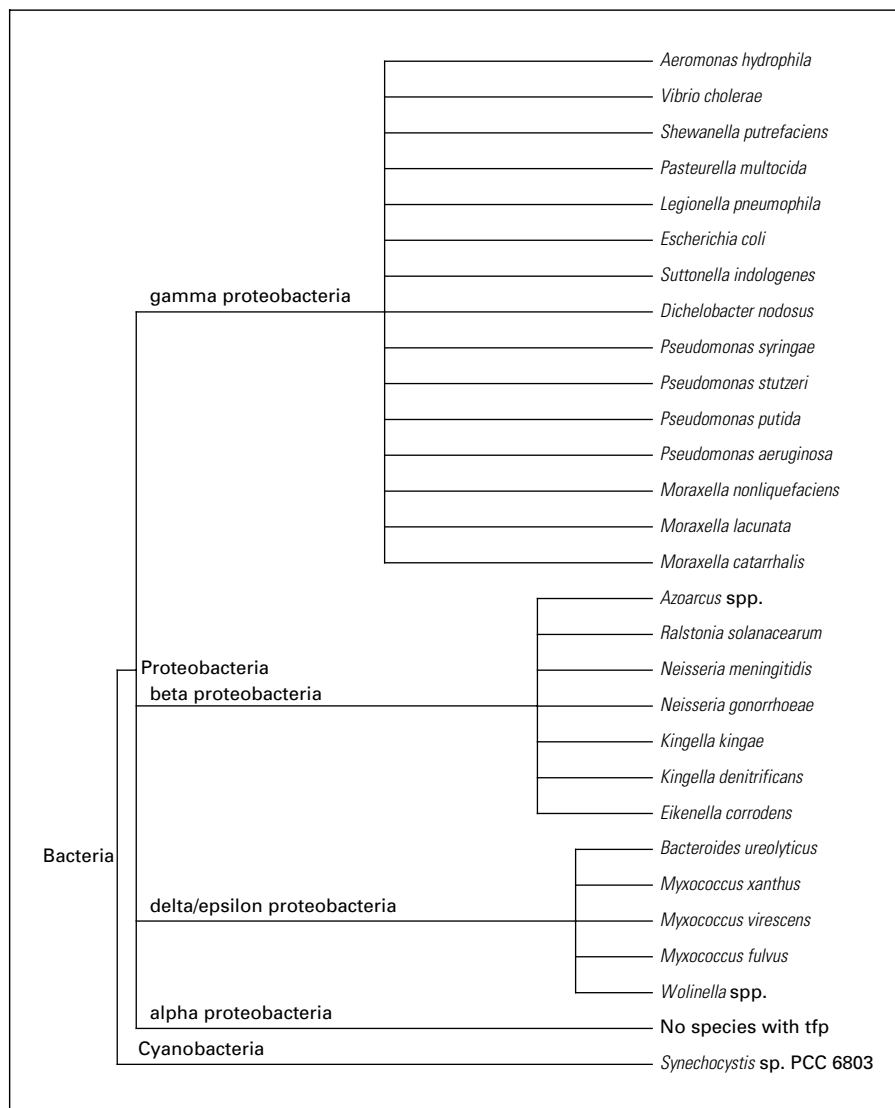 Aeromonas hydrophila
Vibrio cholerae
Shewanella putrefaciens
Pasteurella multocida
Legionella pneumophila
Escherichia coli
Suttonella indologenes
gamma proteobacteria
Dichelobacter nodosus
Pseudomonas syringae
Pseudomonas stutzeri
Pseudomonas putida
Pseudomonas aeruginosa
Moraxella nonliquefaciens
Moraxella lacunata
Moraxella catarrhalis
Azoarcus spp.
Ralstonia solanacearum
Proteobacteria
Neisseria meningitidis
beta proteobacteria
Neisseria gonorrhoeae
Kingella kingae
Kingella denitrificans
Eikenella corrodens
Bacteria
Bacteroides ureolyticus
Myxococcus xanthus
delta/epsilon proteobacteria
Myxococcus virescens
Myxococcus fulvus
Wolinella spp.
alpha proteobacteria
No species with tfp
Cyanobacteria
Synechocystis sp. PCC 6803